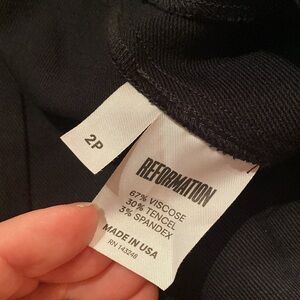 2P
REFORMATION
67% VISCOSE
30% TENCEL
3% SPANDEX
MADE IN USA
RN 143248